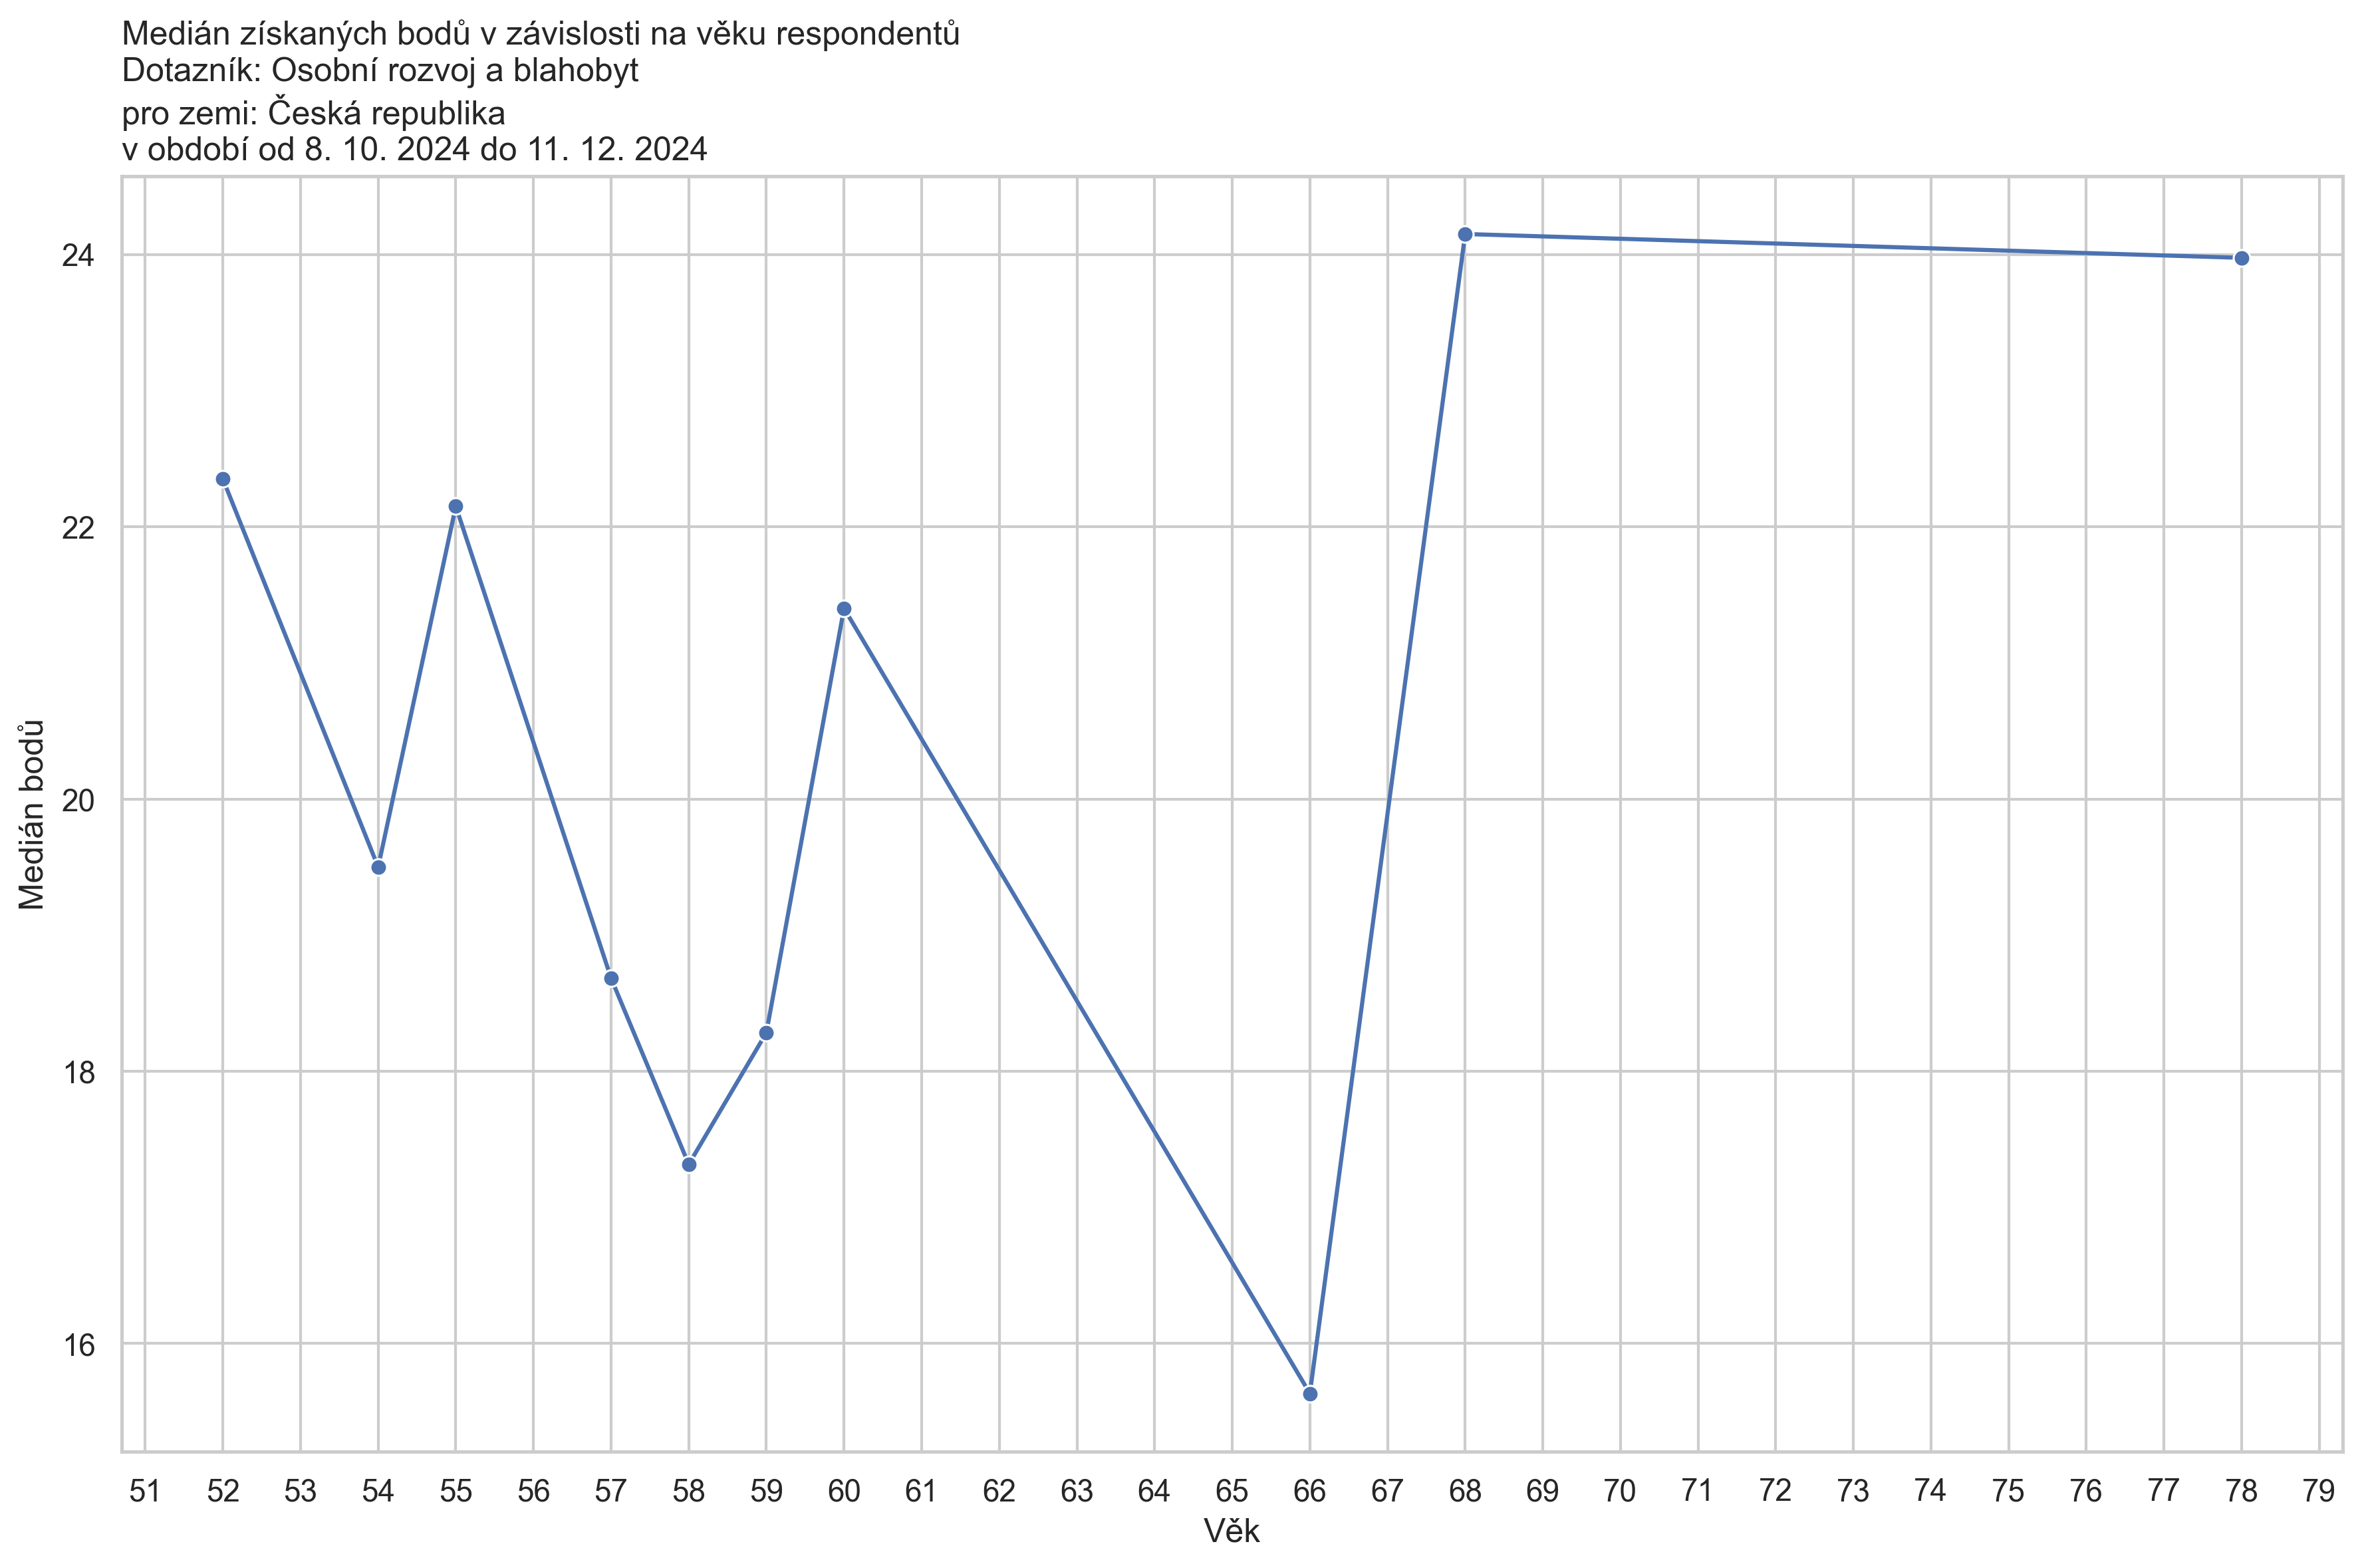 Medián získaných bodů v závislosti na věku respondentů
Dotazník: Osobní rozvoj a blahobyt
pro zemi: Česká republika
v období od 8. 10. 2024 do 11. 12. 2024
24
22
20
18
16
Medián bodů
51 52 53 54 55 56 57 58 59 60 61 62 63 64 65 66 67 68 69 70 71 72 73 74 75 76 77 78 79
Věk